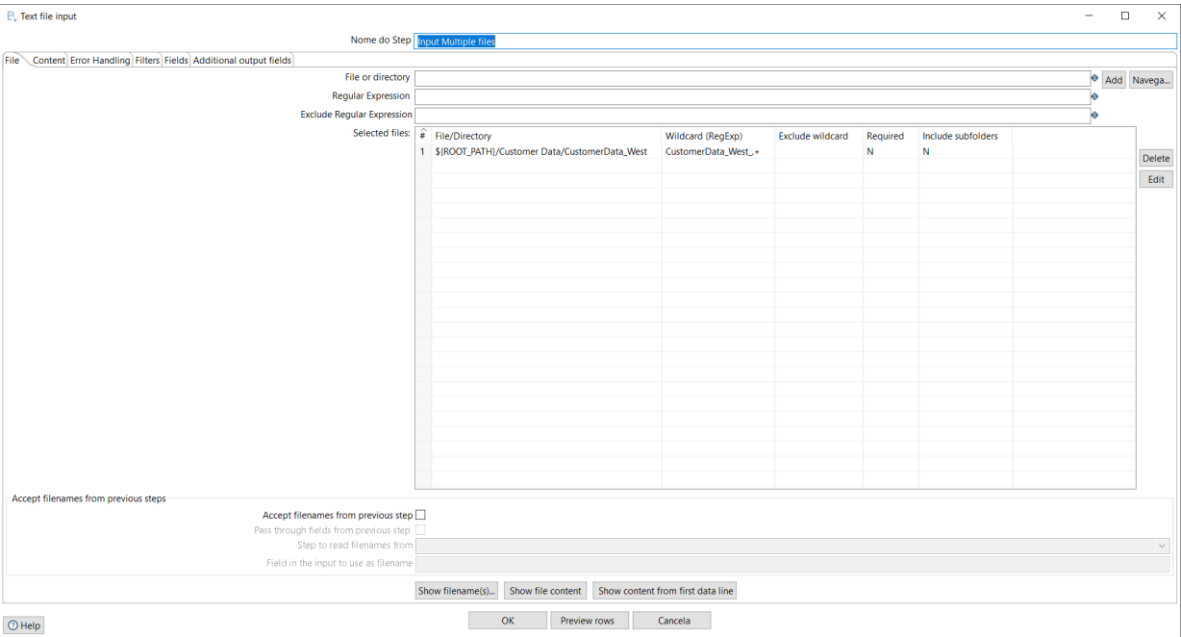 Text file input
Nome do Step Input Multiple files
File Content Error Handling Filters Fields Additional output fields
File or directory Add Navega...
Regular Expression
Exclude Regular Expression
Selected files: # File/Directory Wildcard (RegExp) Exclude wildcard Required Include subfolders
1 ${ROOT_PATH}/Customer Data/CustomerData_West CustomerData_West_.+ N N
Delete
Edit
Accept filenames from previous steps
Accept filenames from previous step
Pass through fields from previous step
Step to read filenames from
Field in the input to use as filename
Show filename(s)... Show file content Show content from first data line
Help OK Preview rows Cancela